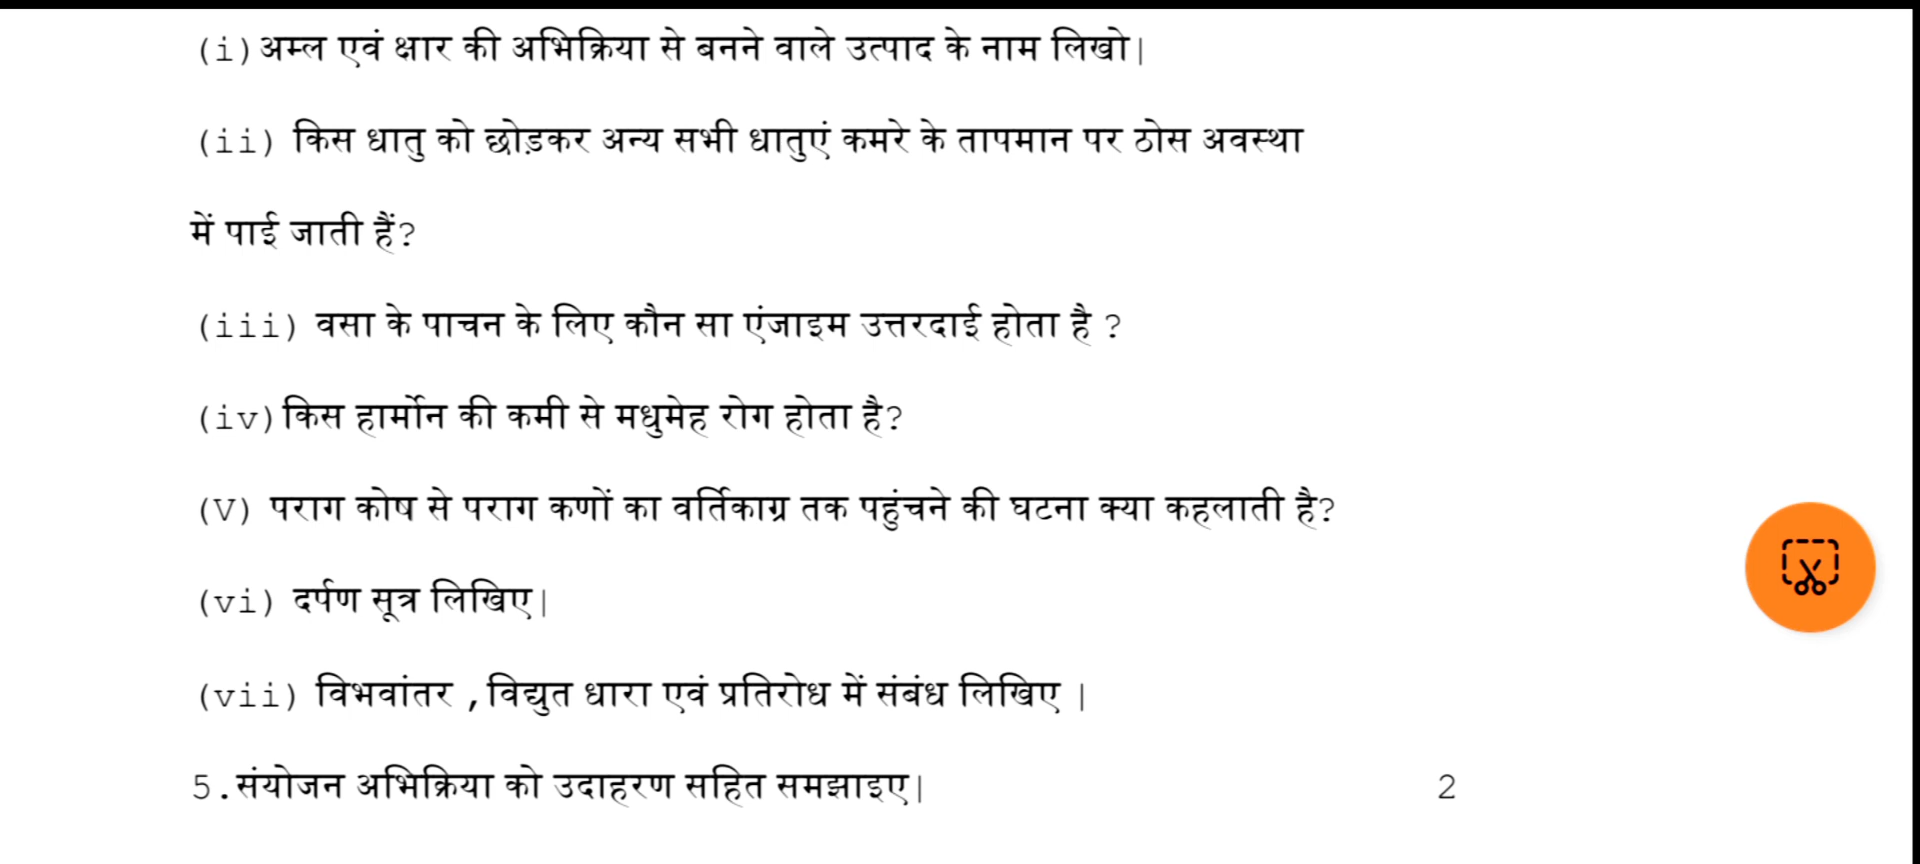 (i)अम्ल एवं क्षार की अभिक्रिया से बनने वाले उत्पाद के नाम लिखो|
(ii) किस धातु को छोड़कर अन्य सभी धातुएं कमरे के तापमान पर ठोस अवस्था
में पाई जाती हैं?
(iii) वसा के पाचन के लिए कौन सा एंजाइम उत्तरदाई होता है ?
(iv)किस हार्मोन की कमी से मधुमेह रोग होता है?
(V) पराग कोष से पराग कणों का वर्तिकाग्र तक पहुंचने की घटना क्या कहलाती है?
(vi) दर्पण सूत्र लिखिए|
(vii) विभवांतर ,विद्युत धारा एवं प्रतिरोध में संबंध लिखिए |
5.संयोजन अभिक्रिया को उदाहरण सहित समझाइए| 2